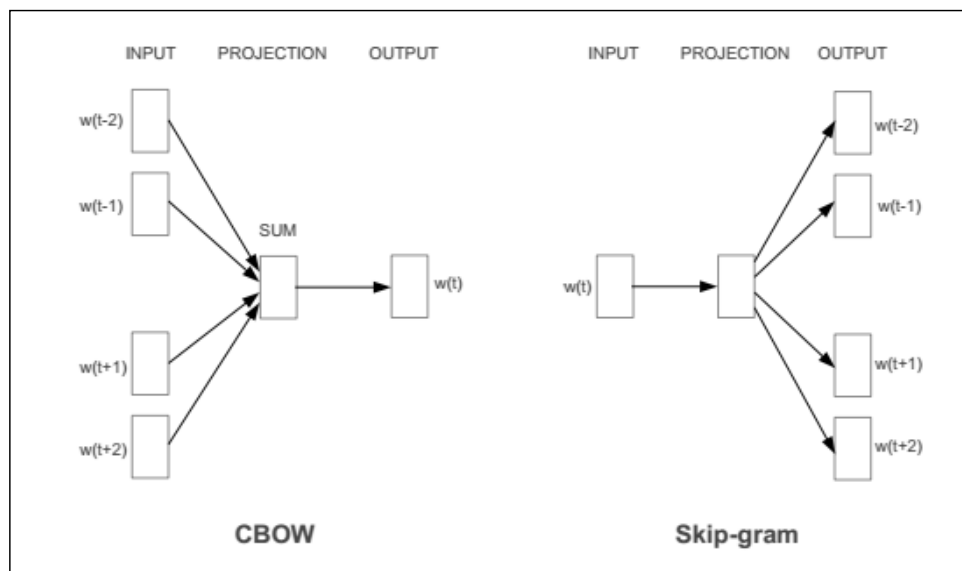 INPUT PROJECTION OUTPUT
w(t-2)
w(t-1)
SUM
w(t)
w(t+1)
w(t+2)
CBOW
INPUT PROJECTION OUTPUT
w(t-2)
w(t-1)
w(t)
w(t+1)
w(t+2)
Skip-gram